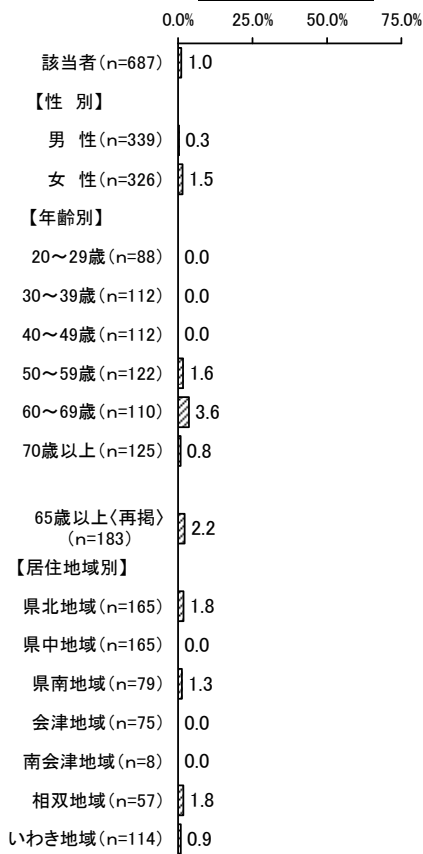 0.0% 25.0% 50.0% 75.0%
該当者(n=687) 1.0
【性 別】
男 性(n=339) 0.3
女 性(n=326) 1.5
【年齢別】
20～29歳(n=88) 0.0
30～39歳(n=112) 0.0
40～49歳(n=112) 0.0
50～59歳(n=122) 1.6
60～69歳(n=110) 3.6
70歳以上(n=125) 0.8
65歳以上〈再掲〉
(n=183) 2.2
【居住地域別】
県北地域(n=165) 1.8
県中地域(n=165) 0.0
県南地域(n=79) 1.3
会津地域(n=75) 0.0
南会津地域(n=8) 0.0
相双地域(n=57) 1.8
いわき地域(n=114) 0.9